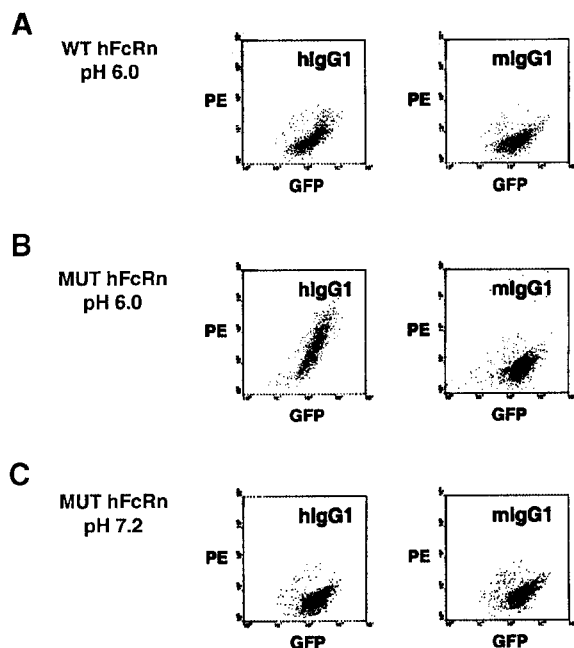 A
WT hFcRn
pH 6.0
hIgG1
mIgG1
PE
PE
GFP
GFP
B
MUT hFcRn
pH 6.0
hIgG1
mIgG1
PE
PE
GFP
GFP
C
MUT hFcRn
pH 7.2
hIgG1
mIgG1
PE
PE
GFP
GFP